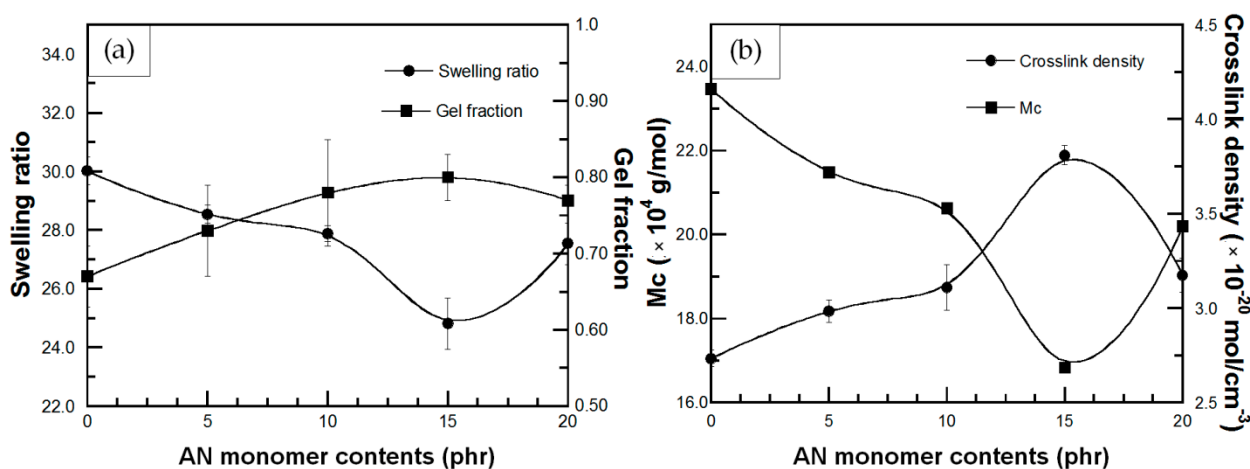 (a)
Swelling ratio
Gel fraction
34.0
32.0
30.0
28.0
26.0
24.0
22.0
Swelling ratio
1.0
0.90
0.80
0.70
0.60
0.50
Gel fraction
0 5 10 15 20
AN monomer contents (phr)
(b)
Crosslink density
Mc
24.0
22.0
20.0
18.0
16.0
Mc (× 10⁴ g/mol)
4.5
4.0
3.5
3.0
2.5
Crosslink density (× 10⁻²⁰ mol/cm⁻³)
0 5 10 15 20
AN monomer contents (phr)